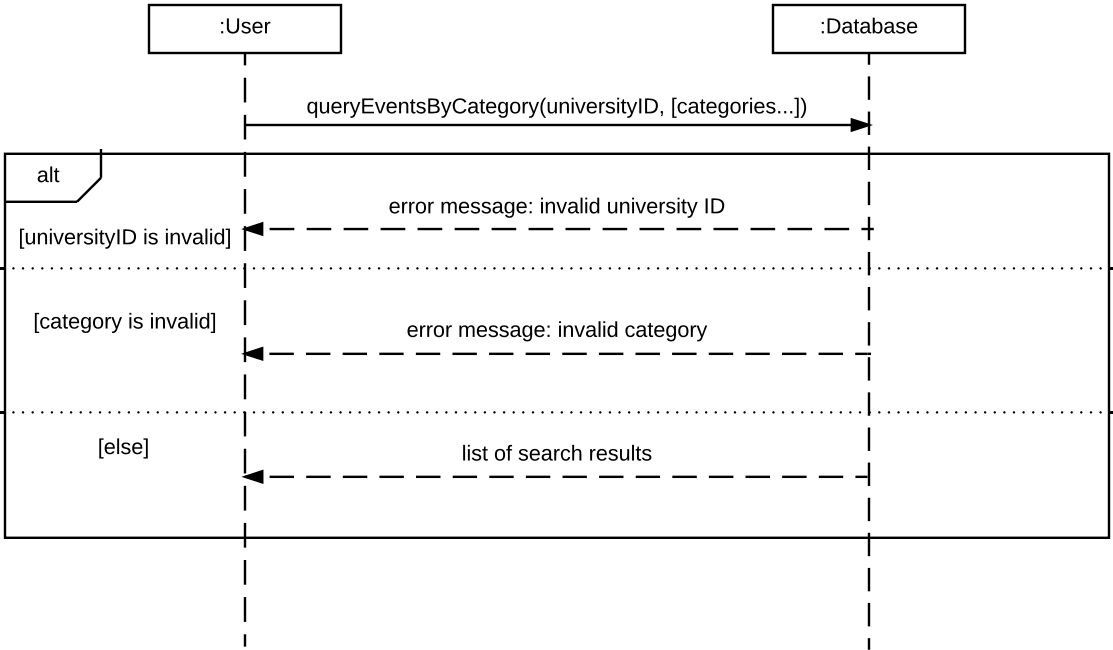 :User
:Database
queryEventsByCategory(universityID, [categories...])
alt
error message: invalid university ID
[universityID is invalid]
[category is invalid]
error message: invalid category
[else]
list of search results